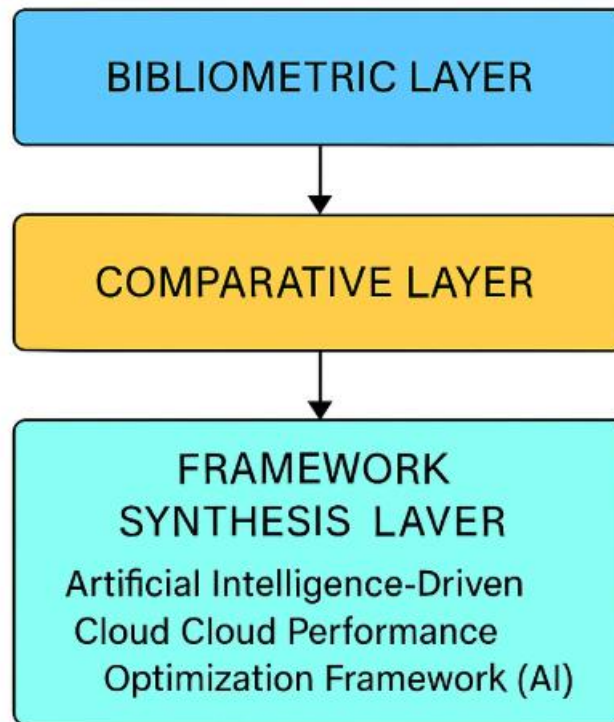 BIBLIOMETRIC LAYER
COMPARATIVE LAYER
FRAMEWORK
SYNTHESIS LAVER
Artificial Intelligence-Driven
Cloud Cloud Performance
Optimization Framework (AI)